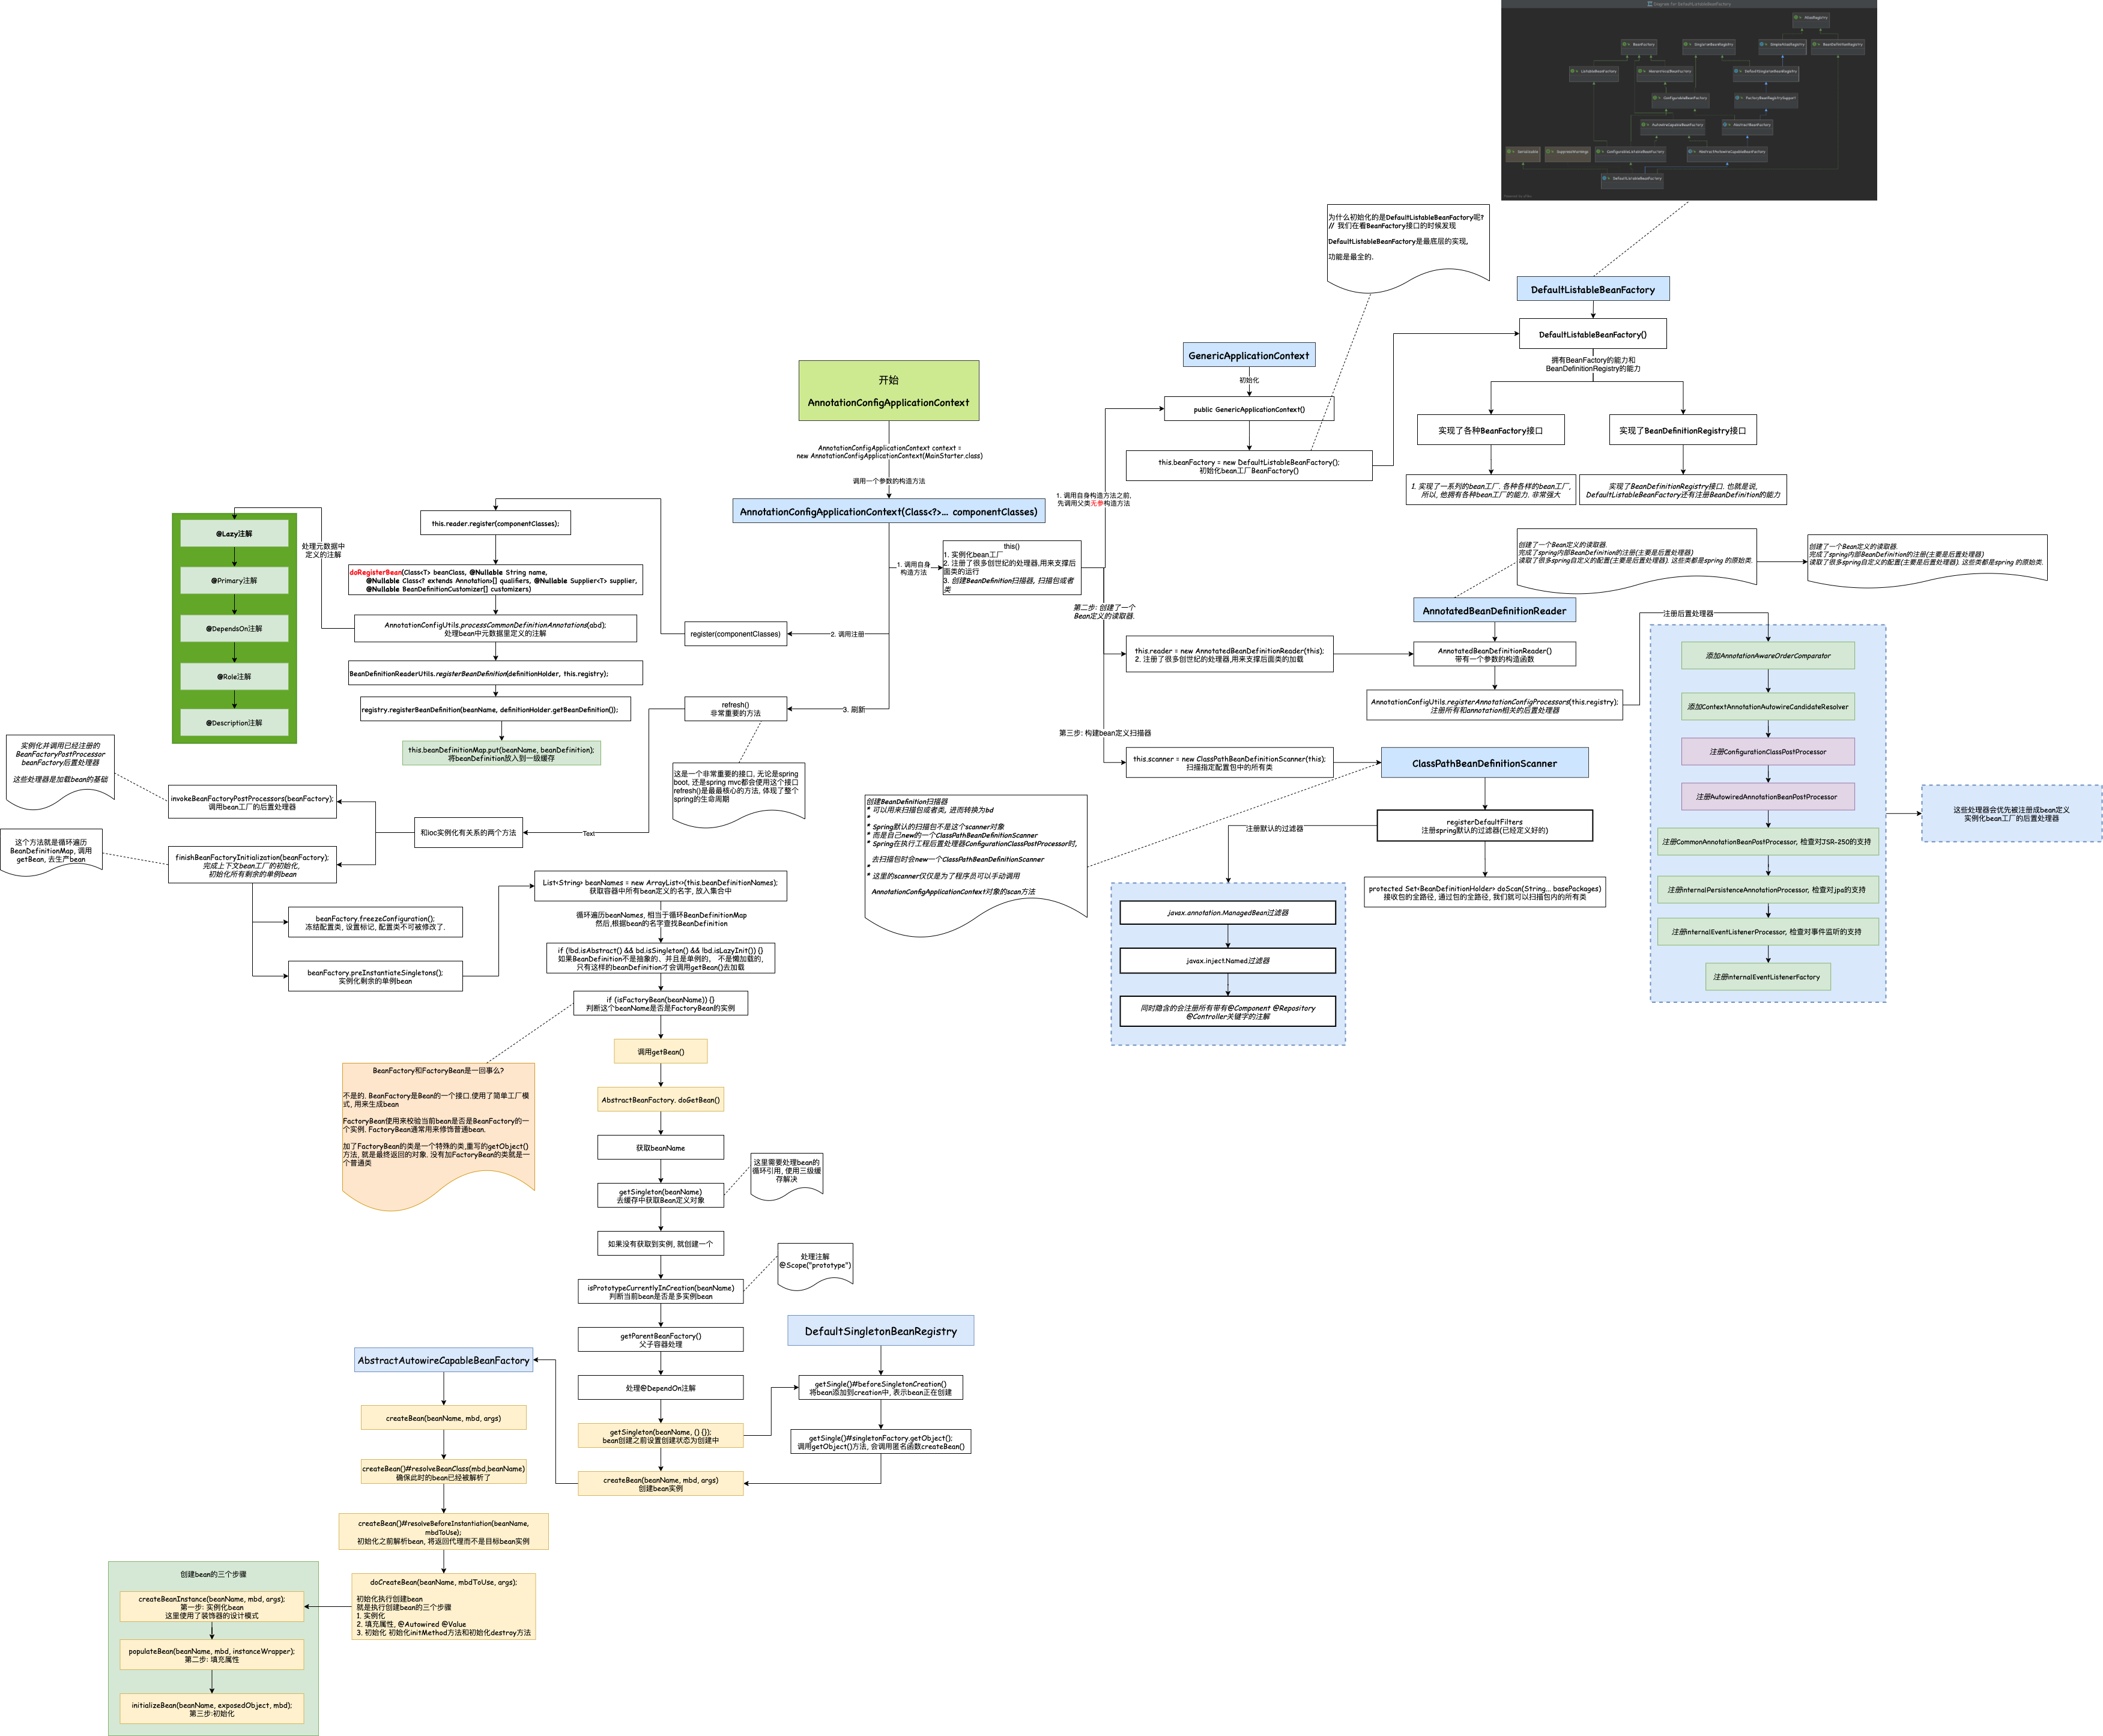 Diagram for DefaultListableBeanFactory
AliasRegistry
BeanFactory
SingletonBeanRegistry
SimpleAliasRegistry
BeanDefinitionRegistry
ListableBeanFactory
HierarchicalBeanFactory
DefaultSingletonBeanRegistry
ConfigurableBeanFactory
FactoryBeanRegistrySupport
AutowireCapableBeanFactory
AbstractBeanFactory
Serializable
SuppressWarnings
ConfigurableListableBeanFactory
AbstractAutowireCapableBeanFactory
DefaultListableBeanFactory
为什么初始化的是DefaultListableBeanFactory呢?
// 我们在看BeanFactory接口的时候发现
DefaultListableBeanFactory是最底层的实现,
功能是最全的.
DefaultListableBeanFactory
DefaultListableBeanFactory()
拥有BeanFactory的能力和
BeanDefinitionRegistry的能力
实现了各种BeanFactory接口
实现了BeanDefinitionRegistry接口
1. 实现了一系列的bean工厂. 各种各样的bean工厂,
所以, 他拥有各种bean工厂的能力. 非常强大
实现了BeanDefinitionRegistry接口. 也就是说,
DefaultListableBeanFactory还有注册BeanDefinition的能力
GenericApplicationContext
初始化
public GenericApplicationContext()
this.beanFactory = new DefaultListableBeanFactory();
初始化bean工厂BeanFactory()
开始
AnnotationConfigApplicationContext
AnnotationConfigApplicationContext context =
new AnnotationConfigApplicationContext(MainStarter.class)
调用一个参数的构造方法
AnnotationConfigApplicationContext(Class<?>... componentClasses)
1. 调用自身构造方法之前,
先调用父类无参构造方法
1. 调用自身
构造方法
this()
1. 实例化bean工厂
2. 注册了很多创世纪的处理器,用来支撑后
面类的运行
3. 创建BeanDefinition扫描器, 扫描包或者
类
2. 调用注册
register(componentClasses)
3. 刷新
refresh()
非常重要的方法
这是一个非常重要的接口, 无论是spring
boot, 还是spring mvc都会使用这个接口
refresh()是最最核心的方法, 体现了整个
spring的生命周期
this.reader.register(componentClasses);
doRegisterBean(Class<T> beanClass, @Nullable String name,
@Nullable Class<? extends Annotation>[] qualifiers, @Nullable Supplier<T> supplier,
@Nullable BeanDefinitionCustomizer[] customizers)
AnnotationConfigUtils.processCommonDefinitionAnnotations(abd);
处理bean中元数据里定义的注解
BeanDefinitionReaderUtils.registerBeanDefinition(definitionHolder, this.registry);
registry.registerBeanDefinition(beanName, definitionHolder.getBeanDefinition());
this.beanDefinitionMap.put(beanName, beanDefinition);
将beanDefinition放入到一级缓存
处理元数据中
定义的注解
@Lazy注解
@Primary注解
@DependsOn注解
@Role注解
@Description注解
第二步: 创建了一个
Bean定义的读取器.
this.reader = new AnnotatedBeanDefinitionReader(this);
2. 注册了很多创世纪的处理器,用来支撑后面类的加载
创建了一个Bean定义的读取器.
完成了spring内部BeanDefinition的注册(主要是后置处理器)
读取了很多spring自定义的配置(主要是后置处理器). 这些类都是spring 的原始类.
创建了一个Bean定义的读取器.
完成了spring内部BeanDefinition的注册(主要是后置处理器)
读取了很多spring自定义的配置(主要是后置处理器). 这些类都是spring 的原始类.
AnnotatedBeanDefinitionReader
AnnotatedBeanDefinitionReader()
带有一个参数的构造函数
AnnotationConfigUtils.registerAnnotationConfigProcessors(this.registry);
注册所有和annotation相关的后置处理器
注册后置处理器
添加AnnotationAwareOrderComparator
添加ContextAnnotationAutowireCandidateResolver
注册ConfigurationClassPostProcessor
注册AutowiredAnnotationBeanPostProcessor
注册CommonAnnotationBeanPostProcessor, 检查对JSR-250的支持
注册internalPersistenceAnnotationProcessor, 检查对jpa的支持
注册internalEventListenerProcessor, 检查对事件监听的支持
注册internalEventListenerFactory
这些处理器会优先被注册成bean定义
实例化bean工厂的后置处理器
第三步: 构建bean定义扫描器
this.scanner = new ClassPathBeanDefinitionScanner(this);
扫描指定配置包中的所有类
ClassPathBeanDefinitionScanner
registerDefaultFilters
注册spring默认的过滤器(已经定义好的)
protected Set<BeanDefinitionHolder> doScan(String... basePackages)
接收包的全路径, 通过包的全路径, 我们就可以扫描包内的所有类
注册默认的过滤器
javax.annotation.ManagedBean过滤器
javax.inject.Named过滤器
同时隐含的会注册所有带有@Component @Repository
@Controller关键字的注解
创建BeanDefinition扫描器
* 可以用来扫描包或者类, 进而转换为bd
*
* Spring默认的扫描包不是这个scanner对象
* 而是自己new的一个ClassPathBeanDefinitionScanner
* Spring在执行工程后置处理器ConfigurationClassPostProcessor时,
去扫描包时会new一个ClassPathBeanDefinitionScanner
*
* 这里的scanner仅仅是为了程序员可以手动调用
AnnotationConfigApplicationContext对象的scan方法
Text
和ioc实例化有关系的两个方法
实例化并调用已经注册的
BeanFactoryPostProcessor
beanFactory后置处理器
这些处理器是加载bean的基础
invokeBeanFactoryPostProcessors(beanFactory);
调用bean工厂的后置处理器
这个方法就是循环遍历
BeanDefinitionMap, 调用
getBean, 去生产bean
finishBeanFactoryInitialization(beanFactory);
完成上下文bean工厂的初始化,
初始化所有剩余的单例bean
beanFactory.freezeConfiguration();
冻结配置类, 设置标记, 配置类不可被修改了.
beanFactory.preInstantiateSingletons();
实例化剩余的单例bean
List<String> beanNames = new ArrayList<>(this.beanDefinitionNames);
获取容器中所有bean定义的名字, 放入集合中
循环遍历beanNames, 相当于循环BeanDefinitionMap
然后,根据bean的名字查找BeanDefinition
if (!bd.isAbstract() && bd.isSingleton() && !bd.isLazyInit()) {}
如果BeanDefinition不是抽象的、并且是单例的， 不是懒加载的,
只有这样的beanDefinition才会调用getBean()去加载
if (isFactoryBean(beanName)) {}
判断这个beanName是否是FactoryBean的实例
BeanFactory和FactoryBean是一回事么?
不是的. BeanFactory是Bean的一个接口.使用了简单工厂模
式, 用来生成bean
FactoryBean使用来校验当前bean是否是BeanFactory的一
个实例. FactoryBean通常用来修饰普通bean.
加了FactoryBean的类是一个特殊的类,重写的getObject()
方法, 就是最终返回的对象. 没有加FactoryBean的类就是一
个普通类
调用getBean()
AbstractBeanFactory. doGetBean()
获取beanName
getSingleton(beanName)
去缓存中获取Bean定义对象
这里需要处理bean的
循环引用, 使用三级缓
存解决
如果没有获取到实例, 就创建一个
isPrototypeCurrentlyInCreation(beanName)
判断当前bean是否是多实例bean
处理注解
@Scope("prototype")
getParentBeanFactory()
父子容器处理
处理@DependOn注解
getSingleton(beanName, () {});
bean创建之前设置创建状态为创建中
createBean(beanName, mbd, args)
创建bean实例
DefaultSingletonBeanRegistry
getSingle()#beforeSingletonCreation()
将bean添加到creation中, 表示bean正在创建
getSingle()#singletonFactory.getObject();
调用getObject()方法, 会调用匿名函数createBean()
AbstractAutowireCapableBeanFactory
createBean(beanName, mbd, args)
createBean()#resolveBeanClass(mbd,beanName)
确保此时的bean已经被解析了
createBean()#resolveBeforeInstantiation(beanName,
mbdToUse);
初始化之前解析bean, 将返回代理而不是目标bean实例
doCreateBean(beanName, mbdToUse, args);
初始化执行创建bean
就是执行创建bean的三个步骤
1. 实例化
2. 填充属性, @Autowired @Value
3. 初始化 初始化initMethod方法和初始化destroy方法
创建bean的三个步骤
createBeanInstance(beanName, mbd, args);
第一步: 实例化bean
这里使用了装饰器的设计模式
populateBean(beanName, mbd, instanceWrapper);
第二步: 填充属性
initializeBean(beanName, exposedObject, mbd);
第三步:初始化